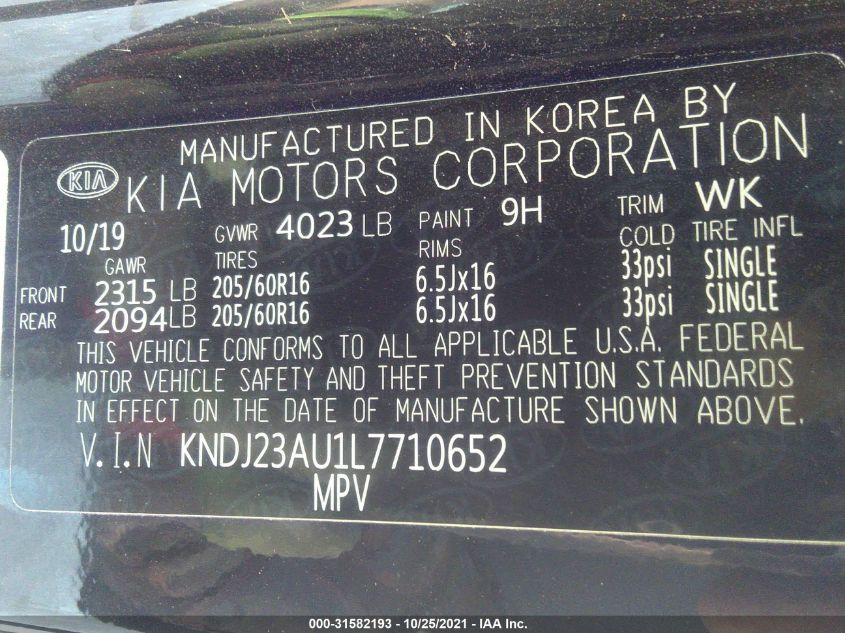 MANUFACTURED IN KOREA BY
KIA KIA MOTORS CORPORATION
10/19 GVWR 4023 LB PAINT 9H TRIM WK
GAWR TIRES RIMS COLD TIRE INFL
FRONT 2315 LB 205/60R16 6.5Jx16 33psi SINGLE
REAR 2094 LB 205/60R16 6.5Jx16 33psi SINGLE
THIS VEHICLE CONFORMS TO ALL APPLICABLE U.S.A. FEDERAL
MOTOR VEHICLE SAFETY AND THEFT PREVENTION STANDARDS
IN EFFECT ON THE DATE OF MANUFACTURE SHOWN ABOVE.
V.I.N KNDJ23AU1L7710652
MPV
000-31582193 - 10/25/2021 - IAA Inc.